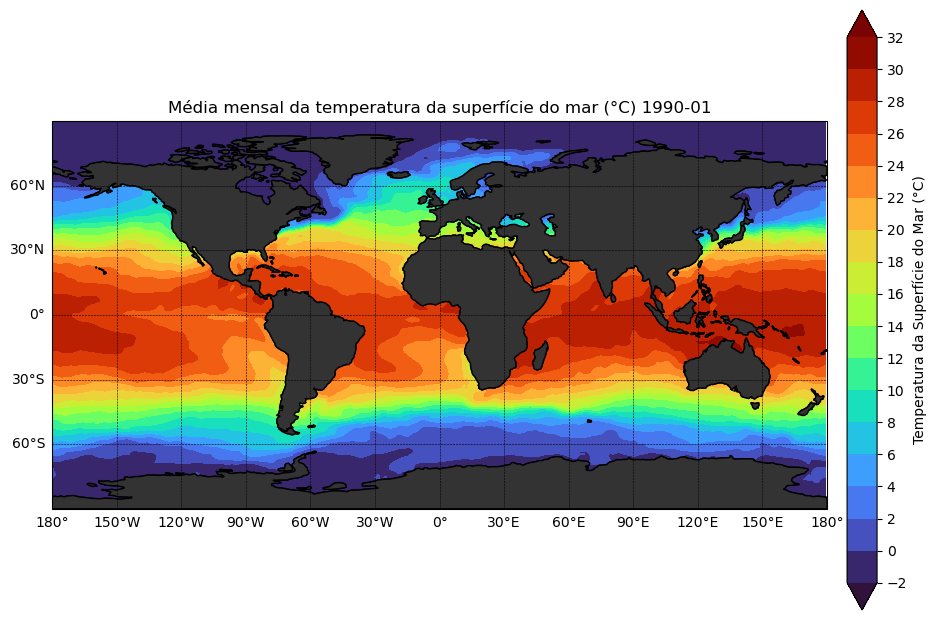 Média mensal da temperatura da superfície do mar (°C) 1990-01
60°N
30°N
0°
30°S
60°S
180° 150°W 120°W 90°W 60°W 30°W 0° 30°E 60°E 90°E 120°E 150°E 180°
32
30
28
26
24
22
20
18
16
14
12
10
8
6
4
2
0
−2
Temperatura da Superfície do Mar (°C)